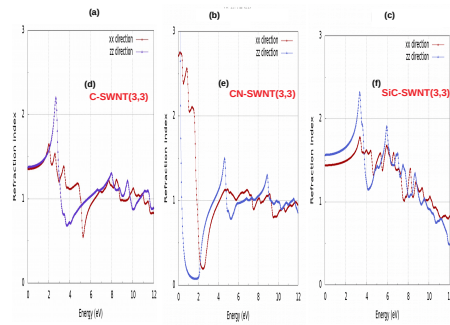 (a)
(b)
(c)
xx direction
zz direction
xx direction
zz direction
xx direction
zz direction
(d)
(e)
(f)
C-SWNT(3,3)
CN-SWNT(3,3)
SiC-SWNT(3,3)
Refraction index
Refraction index
Refraction index
3
2
1
0
3
2
1
0
3
2
1
0
0 2 4 6 8 10 12
0 2 4 6 8 10 12
0 2 4 6 8 10 12
Energy (eV)
Energy (eV)
Energy (eV)